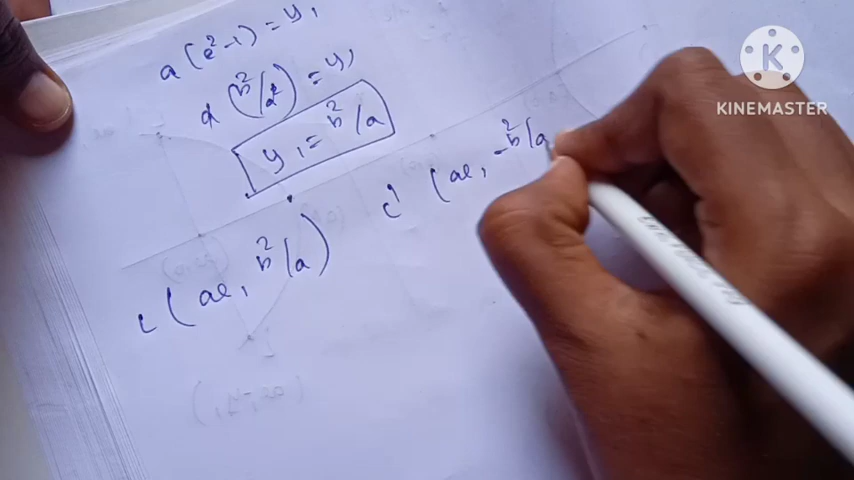 a(e²-1) = y₁
a(b²/a²) = y₁
y₁ = b²/a
L(ae, b²/a) L'(ae, -b²/a
KINEMASTER